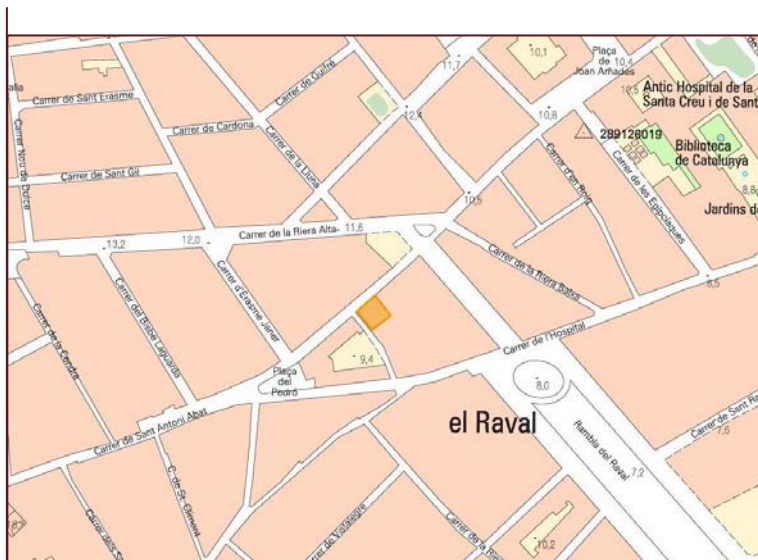 10,1
Plaça
de
Joan Amades
10,4
11,7
Carrer de Guifré
Carrer de Sant Erasme
12,4
10,8
10,5
Antic Hospital de la
Santa Creu i de Sant
289126019
Biblioteca
de Catalunya
8,8
Jardins de
Carrer de Cardona
Carrer de la Lluna
Carrer Nou de Dulce
Carrer de Sant Gil
Carrer d'en Roig
Carrer de les Egipcíaques
10,5
Carrer de la Riera Alta
11,6
13,2
12,0
Carrer de la Riera Baixa
8,5
Carrer d'Erasme Janer
Carrer del Bisbe Laguarda
Carrer de la Cendra
Carrer de l'Hospital
9,4
Plaça
del
Pedró
8,0
Carrer de Sant Antoni Abat
el Raval
Rambla del Raval
7,2
7,6
C. de St. Climent
10,2